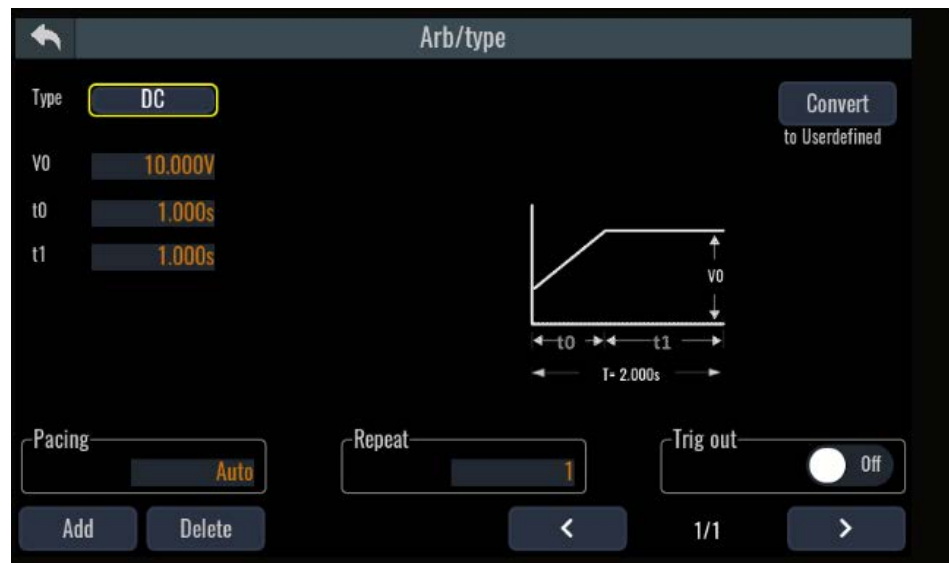 Arb/type
Type DC
Convert
to Userdefined
V0 10.000V
t0 1.000s
t1 1.000s
V0
t0 t1
T= 2.000s
Pacing Repeat Trig out
Auto 1 Off
Add Delete < 1/1 >